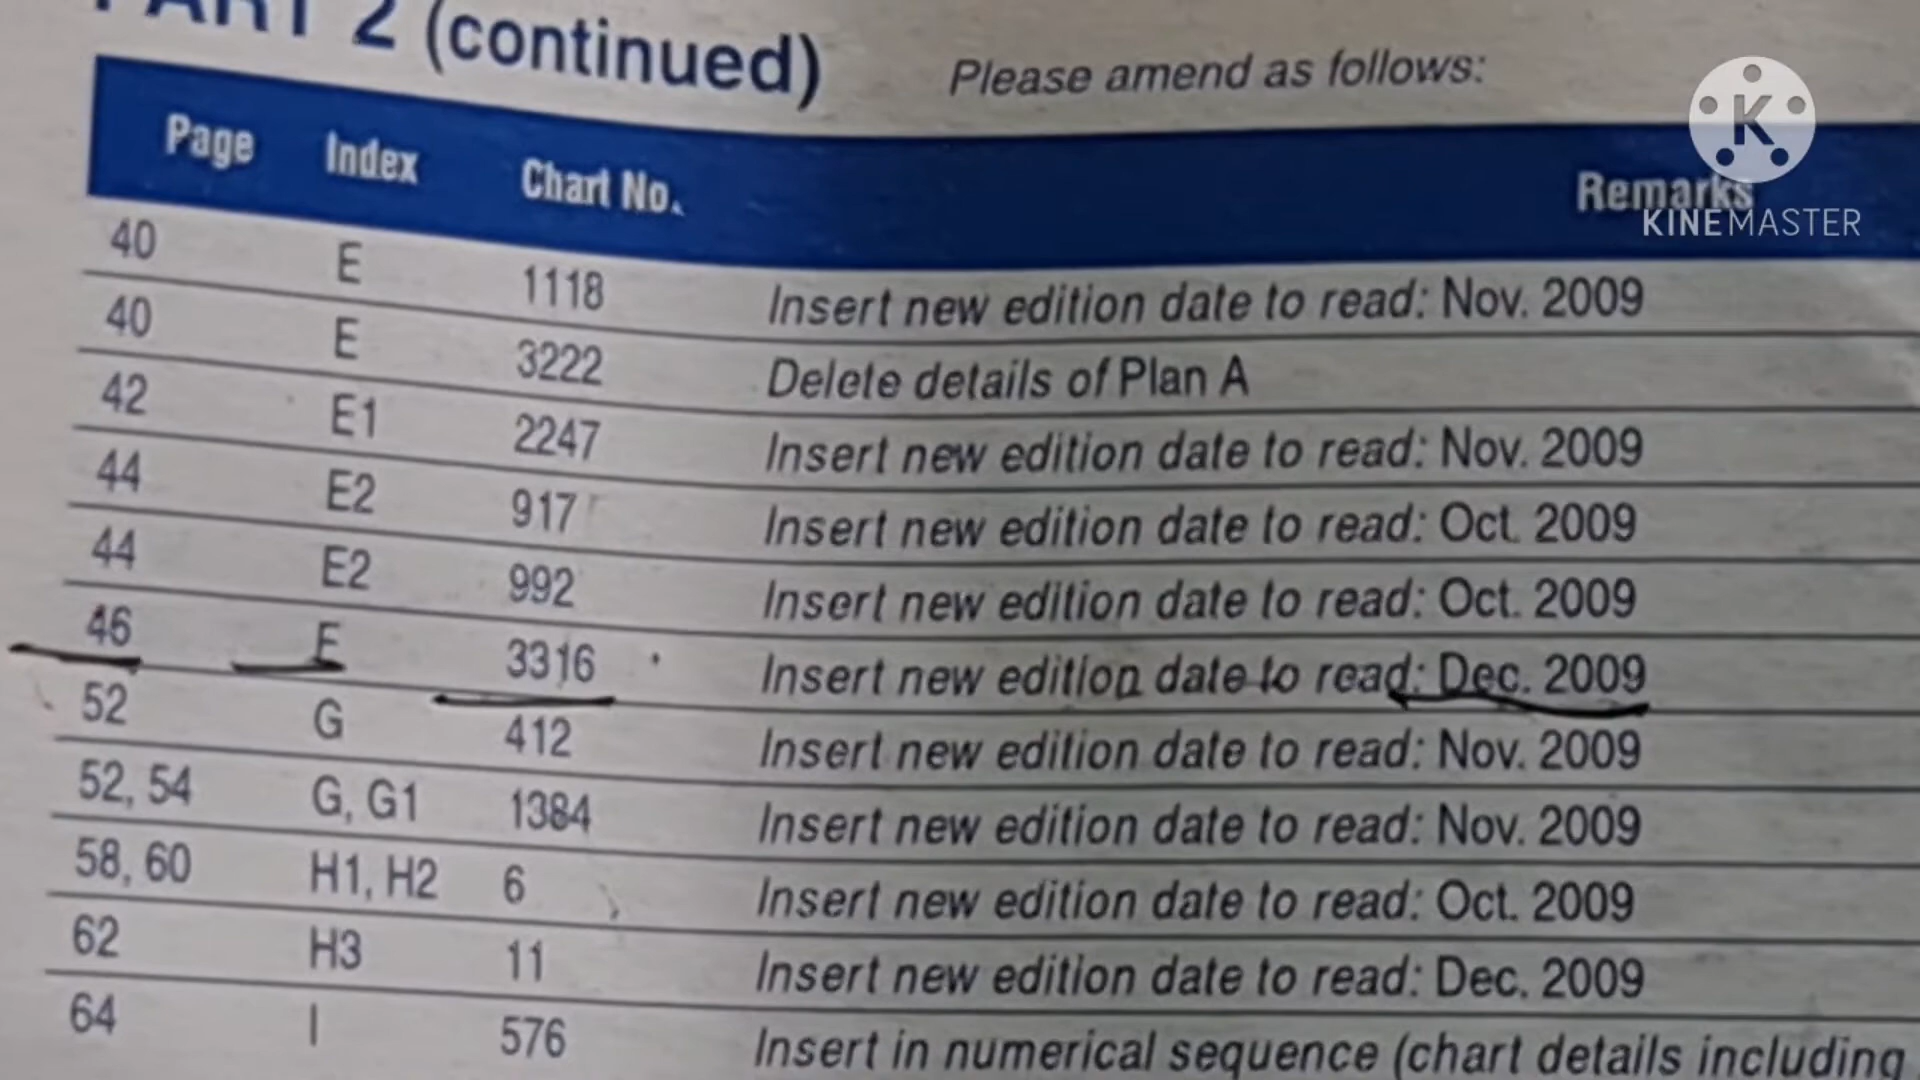 PART 2 (continued) Please amend as follows:
Page Index Chart No. Remarks
40 E 1118 Insert new edition date to read: Nov. 2009
40 E 3222 Delete details of Plan A
42 E1 2247 Insert new edition date to read: Nov. 2009
44 E2 917 Insert new edition date to read: Oct. 2009
44 E2 992 Insert new edition date to read: Oct. 2009
46 F 3316 Insert new edition date to read: Dec. 2009
52 G 412 Insert new edition date to read: Nov. 2009
52, 54 G, G1 1384 Insert new edition date to read: Nov. 2009
58, 60 H1, H2 6 Insert new edition date to read: Oct. 2009
62 H3 11 Insert new edition date to read: Dec. 2009
64 I 576 Insert in numerical sequence (chart details including
K
KINEMASTER